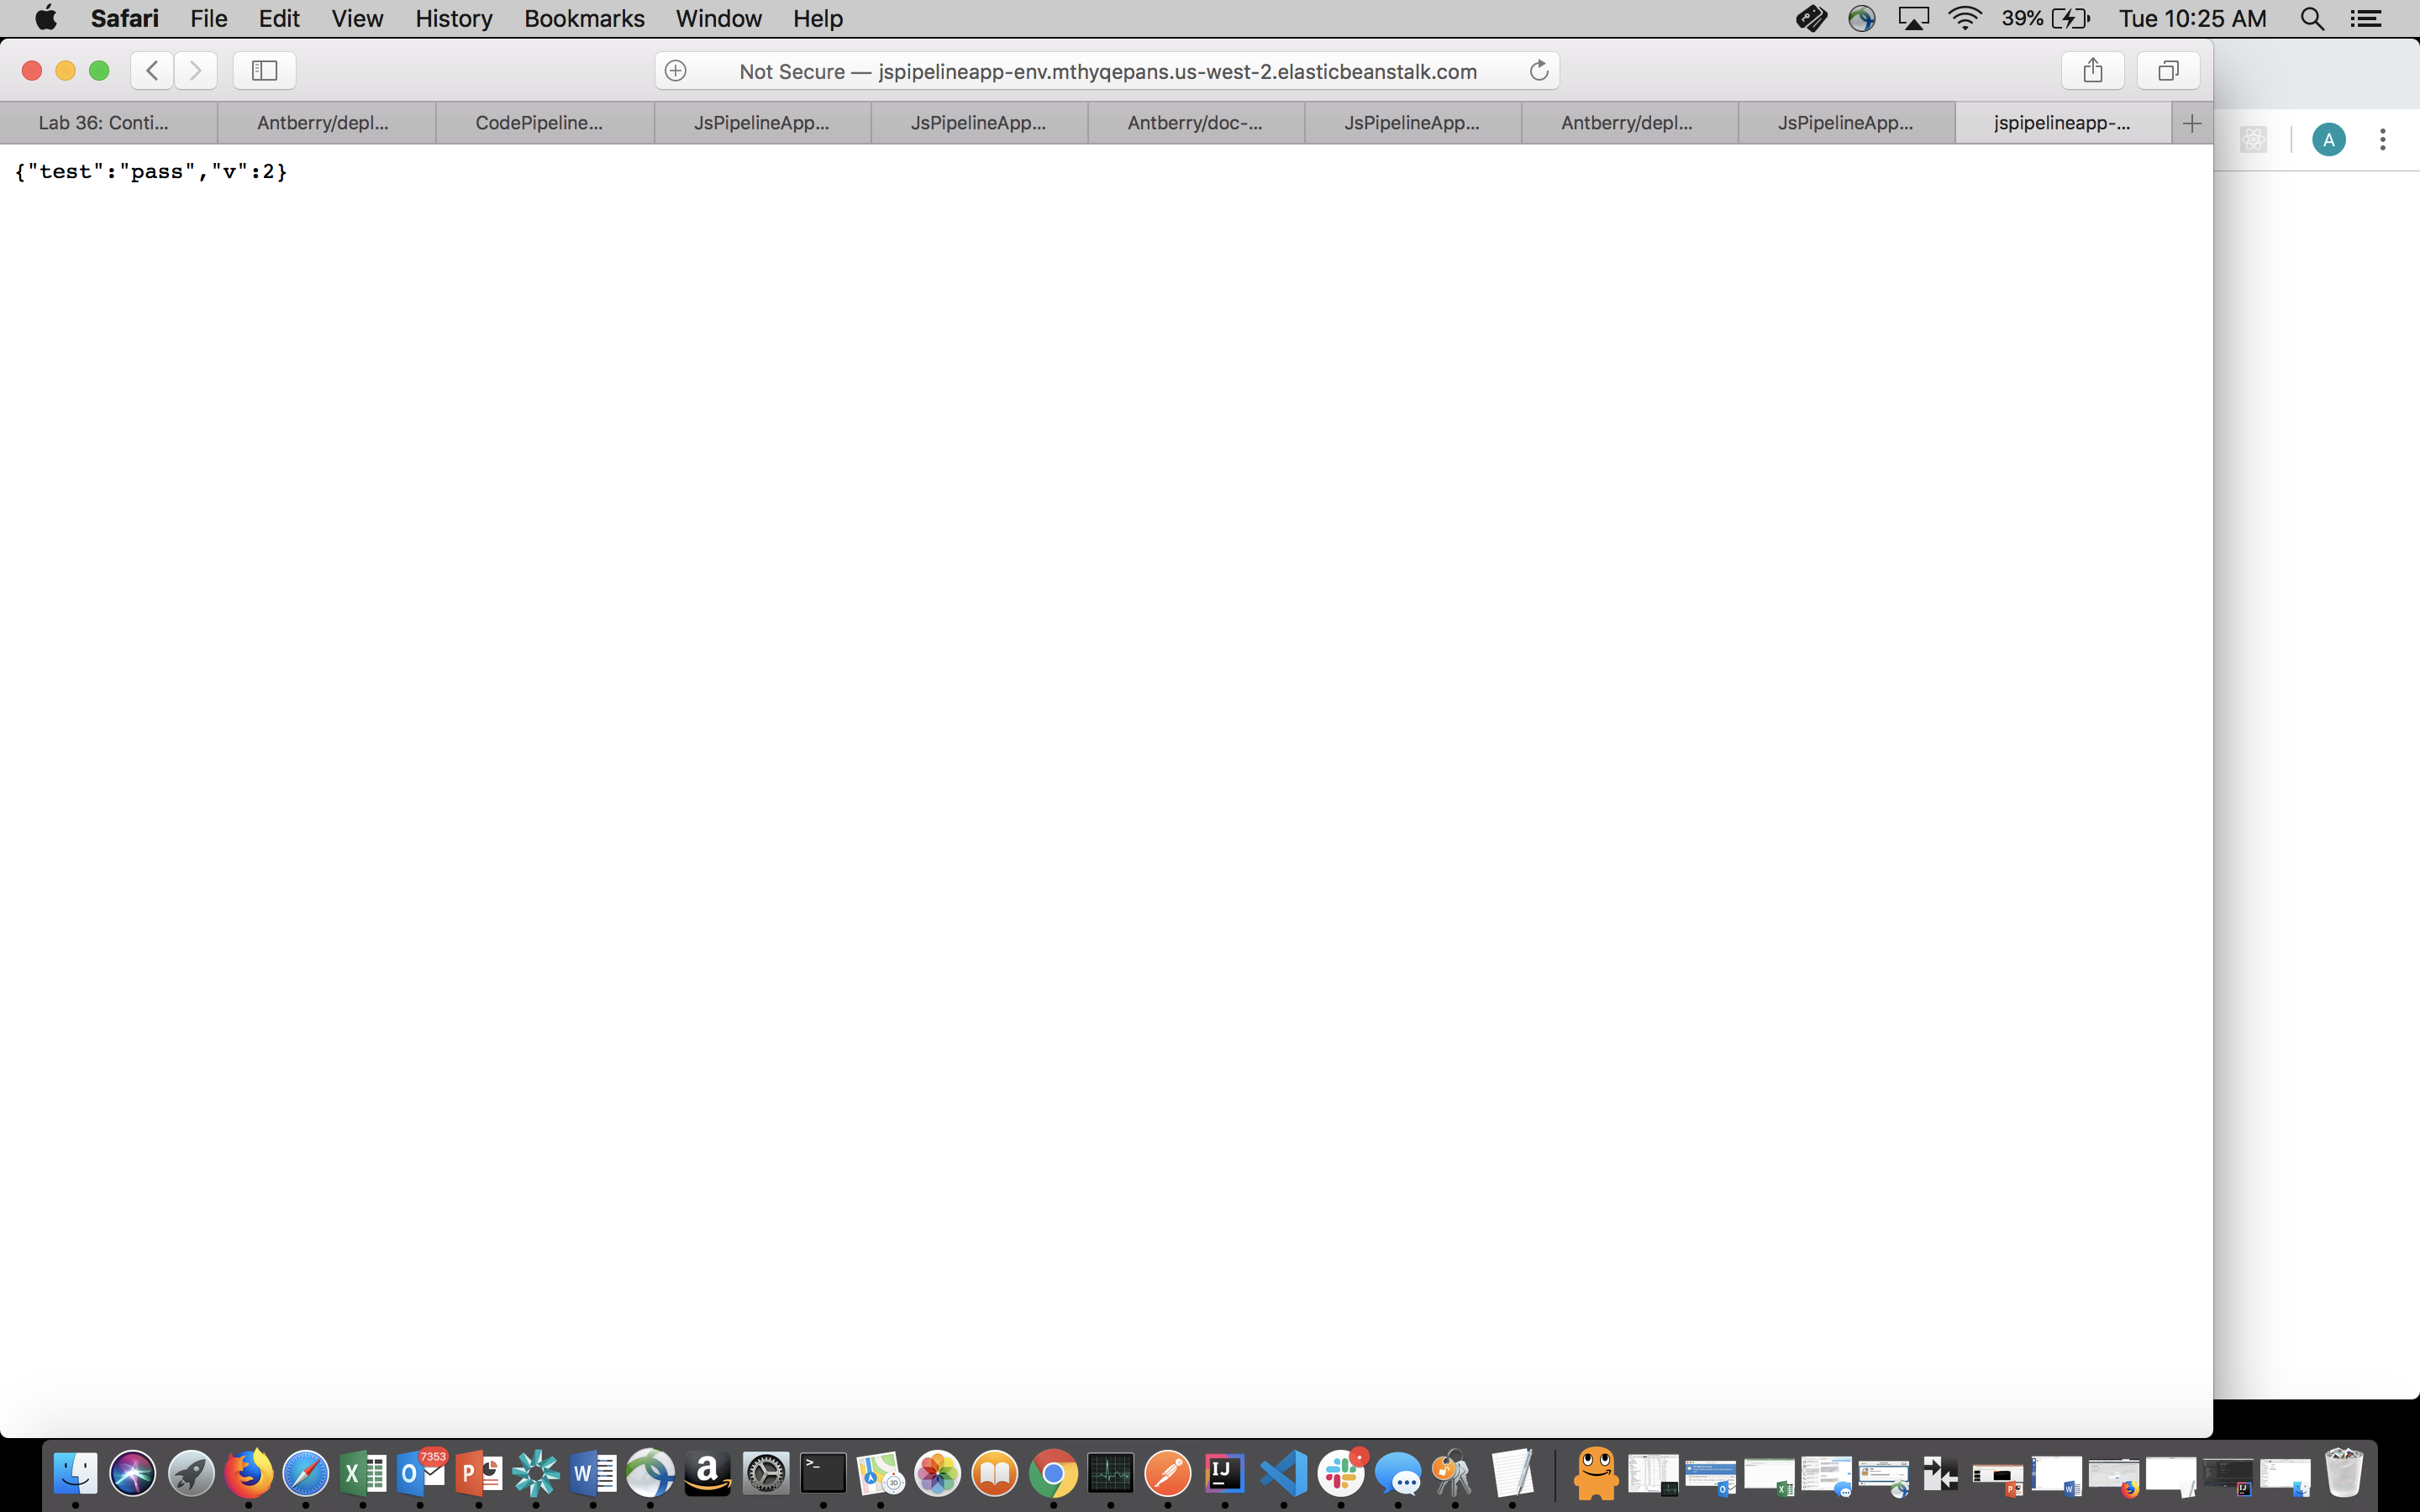 Safari File Edit View History Bookmarks Window Help 39% Tue 10:25 AM
Not Secure — jspipelineapp-env.mthyqepans.us-west-2.elasticbeanstalk.com
Lab 36: Conti... Antberry/depl... CodePipeline... JsPipelineApp... JsPipelineApp... Antberry/doc-... JsPipelineApp... Antberry/depl... JsPipelineApp... jspipelineapp-...
A
{"test":"pass","v":2}
7353